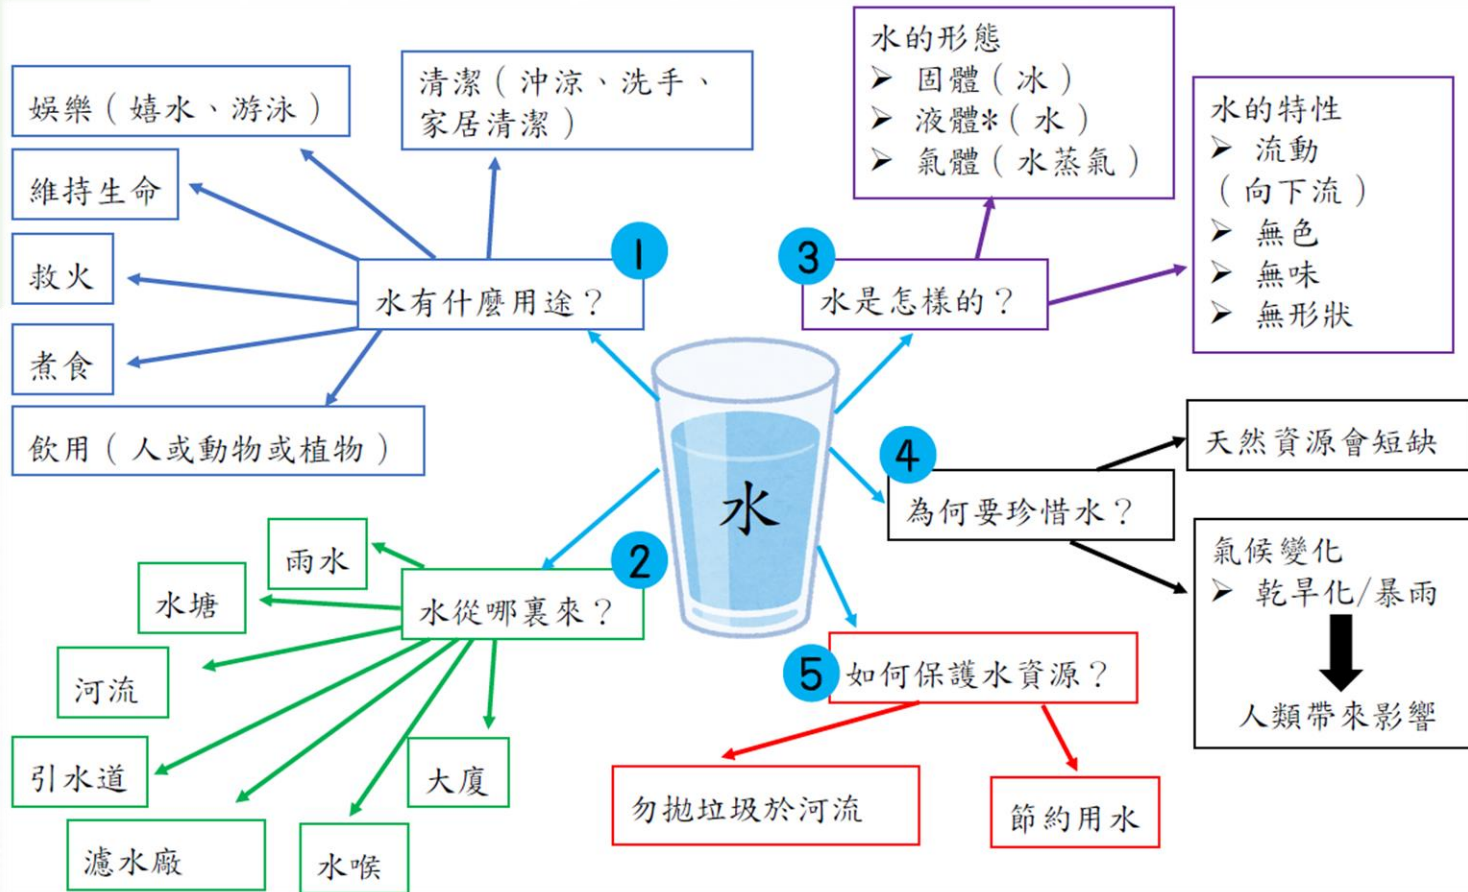 水
1
水有什麼用途？
娛樂（嬉水、游泳）
清潔（沖涼、洗手、
家居清潔）
維持生命
救火
煮食
飲用（人或動物或植物）
2
水從哪裏來？
雨水
水塘
河流
引水道
濾水廠
水喉
大廈
3
水是怎樣的？
水的形態
➢ 固體（冰）
➢ 液體*（水）
➢ 氣體（水蒸氣）
水的特性
➢ 流動
（向下流）
➢ 無色
➢ 無味
➢ 無形狀
4
為何要珍惜水？
天然資源會短缺
氣候變化
➢ 乾旱化/暴雨
人類帶來影響
5
如何保護水資源？
勿拋垃圾於河流
節約用水